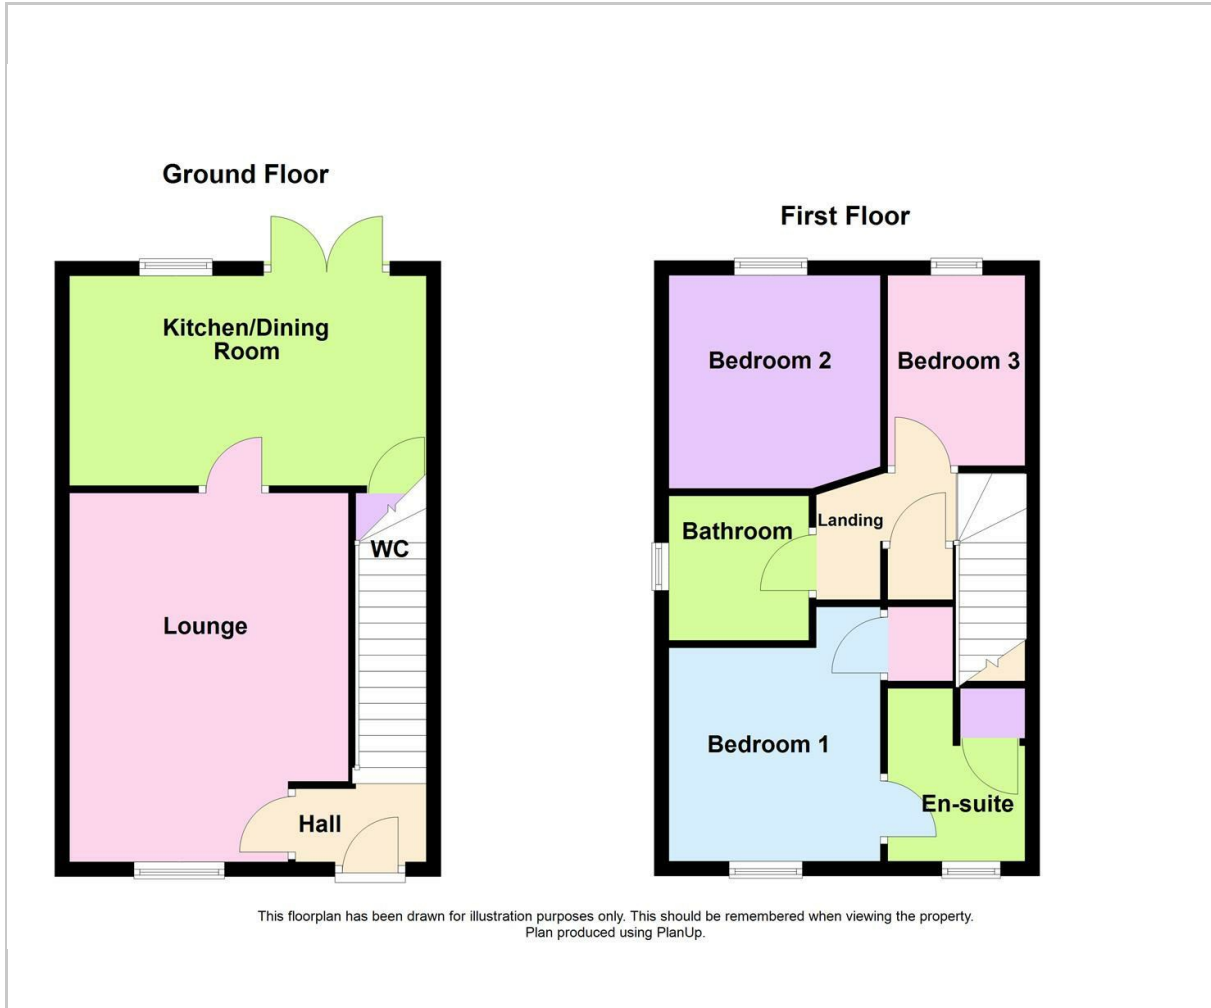 Ground Floor
Kitchen/Dining
Room
WC
Lounge
Hall
First Floor
Bedroom 2
Bedroom 3
Landing
Bathroom
Bedroom 1
En-suite
This floorplan has been drawn for illustration purposes only. This should be remembered when viewing the property.
Plan produced using PlanUp.